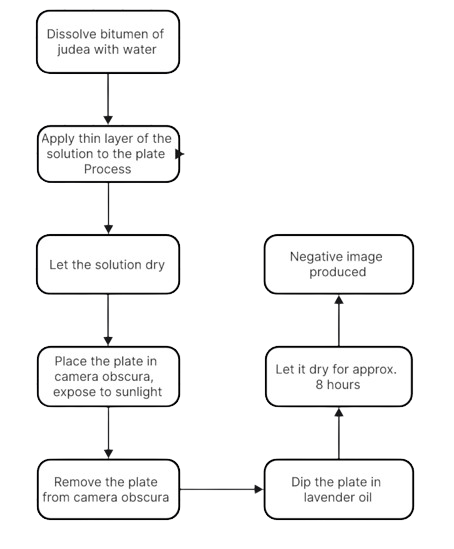 Dissolve bitumen of
judea with water
Apply thin layer of the
solution to the plate
Process
Let the solution dry
Place the plate in
camera obscura,
expose to sunlight
Remove the plate
from camera obscura
Dip the plate in
lavender oil
Let it dry for approx.
8 hours
Negative image
produced